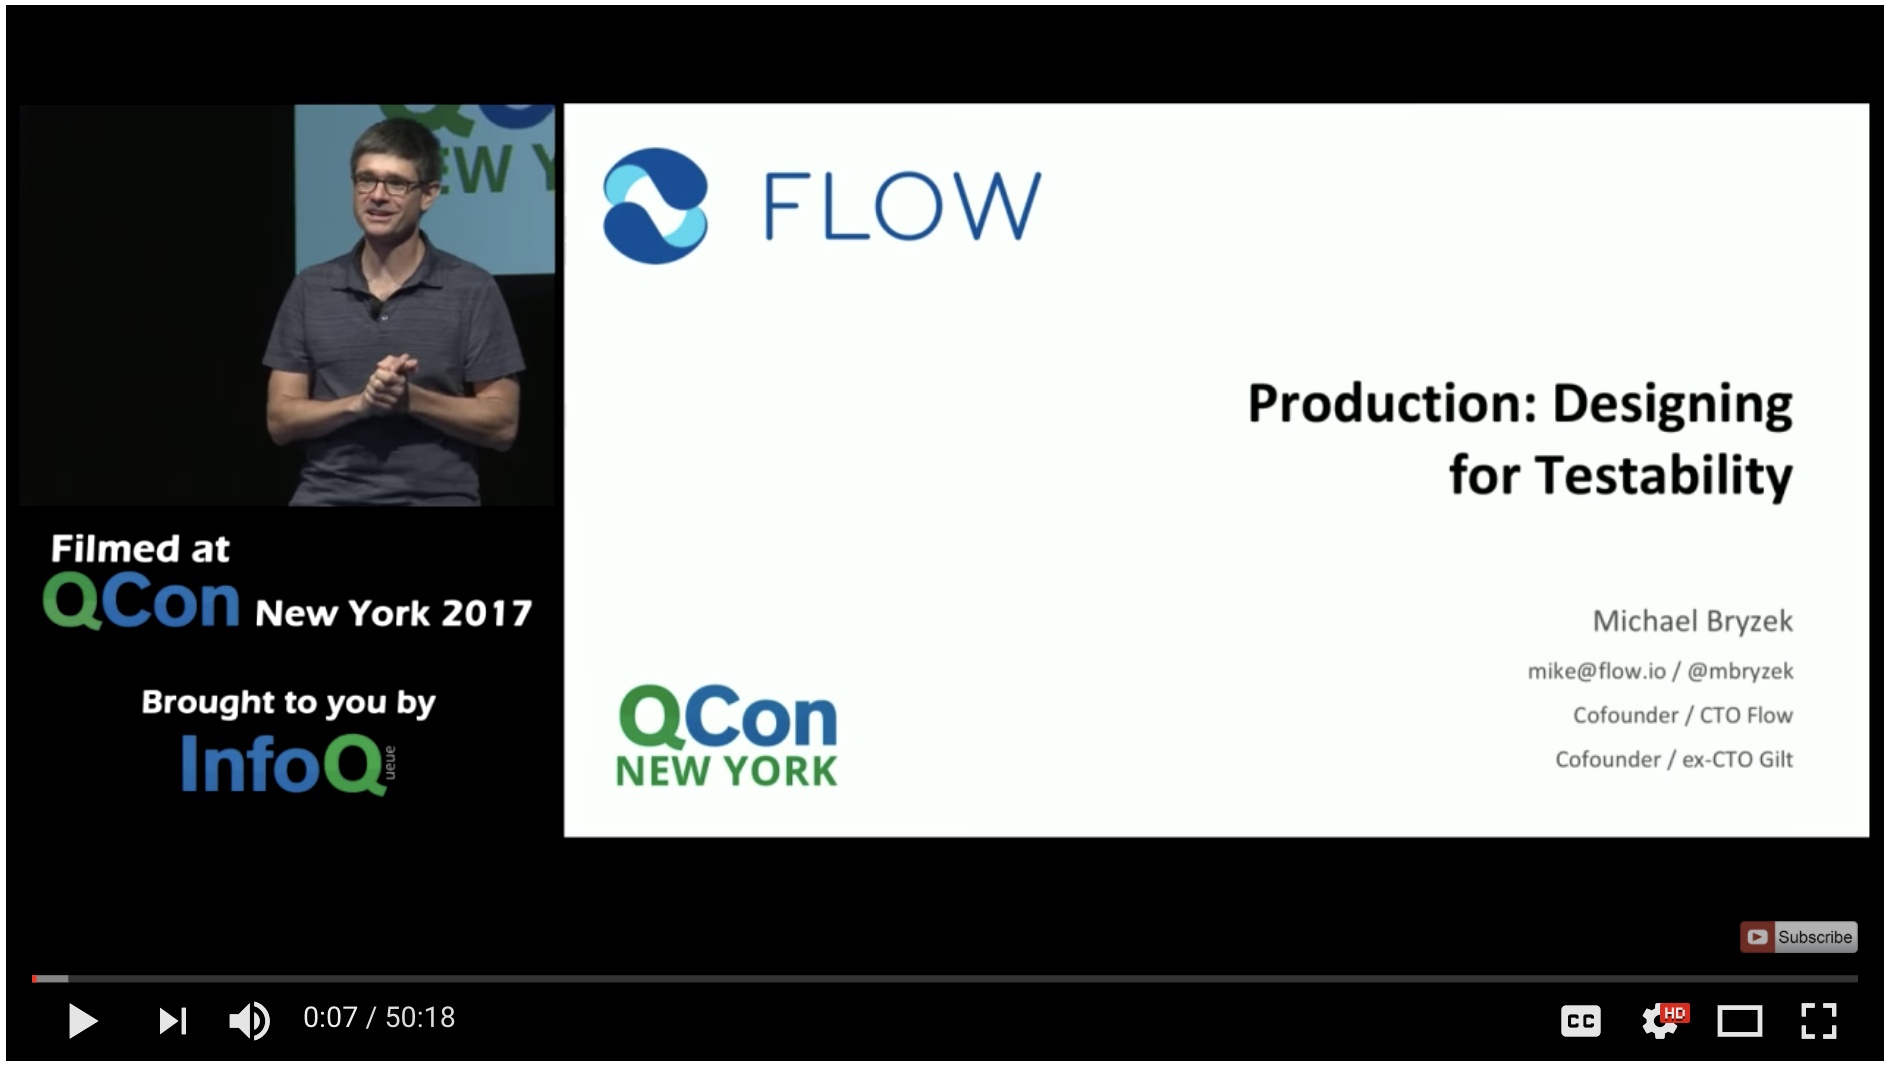 EW Y
FLOW
Production: Designing
for Testability
Filmed at
QCon New York 2017
Brought to you by
InfoQueue
Michael Bryzek
mike@flow.io / @mbryzek
Cofounder / CTO Flow
Cofounder / ex-CTO Gilt
QCon
NEW YORK
Subscribe
0:07 / 50:18
CC
HD